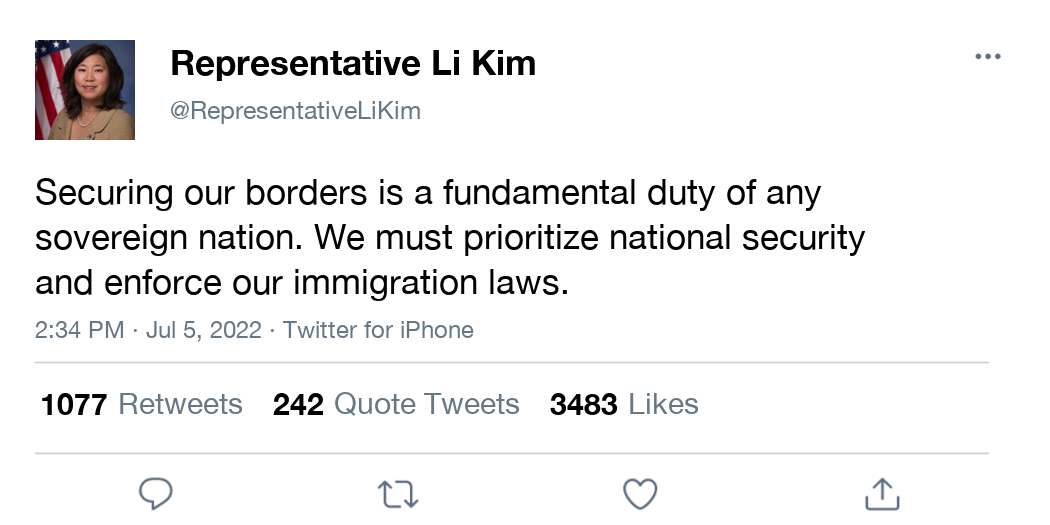 Representative Li Kim
@RepresentativeLiKim
Securing our borders is a fundamental duty of any
sovereign nation. We must prioritize national security
and enforce our immigration laws.
2:34 PM · Jul 5, 2022 · Twitter for iPhone
1077 Retweets 242 Quote Tweets 3483 Likes